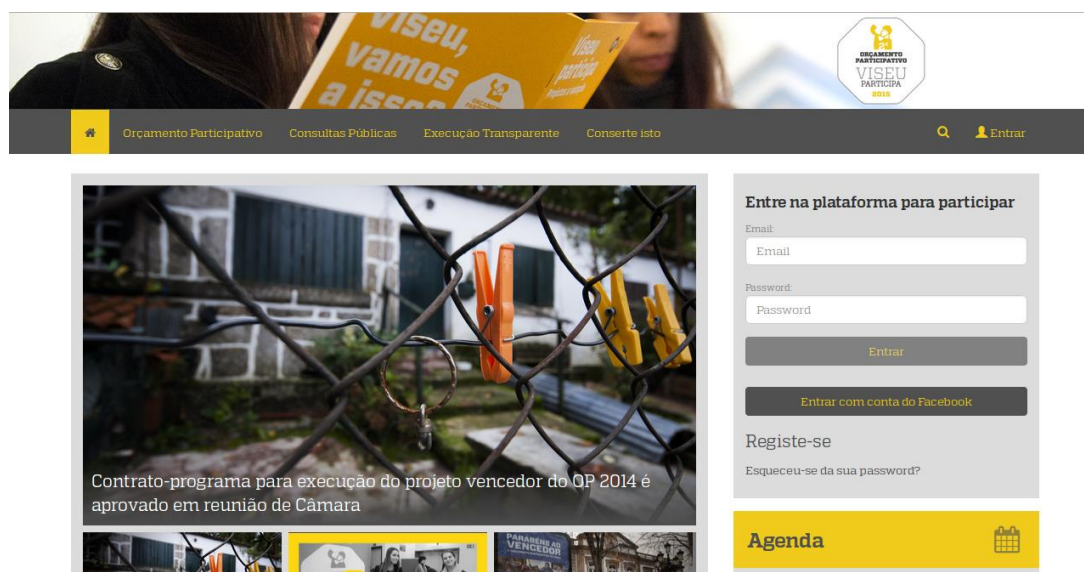 Viseu,
vamos
a isso
Viseu
participa
ORÇAMENTO
PARTICIPATIVO
VISEU
PARTICIPA
2015
Orçamento Participativo
Consultas Públicas
Execução Transparente
Conserte isto
Entrar
Entre na plataforma para participar
Email:
Email
Password:
Password
Entrar
Entrar com conta do Facebook
Registe-se
Esqueceu-se da sua password?
Contrato-programa para execução do projeto vencedor do OP 2014 é
aprovado em reunião de Câmara
PARABÉNS AO
VENCEDOR
Agenda